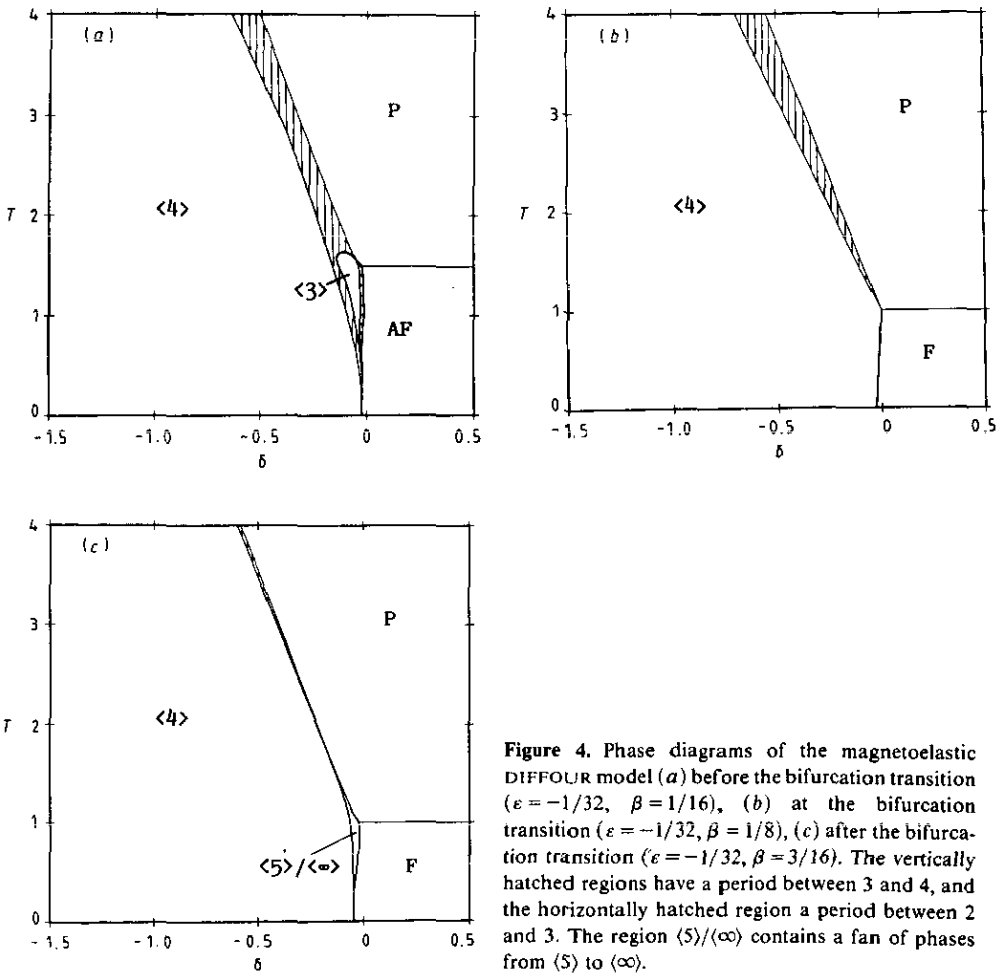 4
(a)
P
3
<4>
T
2
<3>
1
AF
0
-1.5
-1.0
-0.5
0
0.5
δ
4
(b)
P
3
<4>
T
2
1
F
0
-1.5
-1.0
-0.5
0
0.5
δ
4
(c)
P
3
<4>
T
2
1
<5>/<∞>
F
0
-1.5
-1.0
-0.5
0
0.5
δ
Figure 4. Phase diagrams of the magnetoelastic
DIFFOUR model (a) before the bifurcation transition
(ε = −1/32, β = 1/16), (b) at the bifurcation
transition (ε = −1/32, β = 1/8), (c) after the bifurca-
tion transition (ε = −1/32, β = 3/16). The vertically
hatched regions have a period between 3 and 4, and
the horizontally hatched region a period between 2
and 3. The region ⟨5⟩/⟨∞⟩ contains a fan of phases
from ⟨5⟩ to ⟨∞⟩.